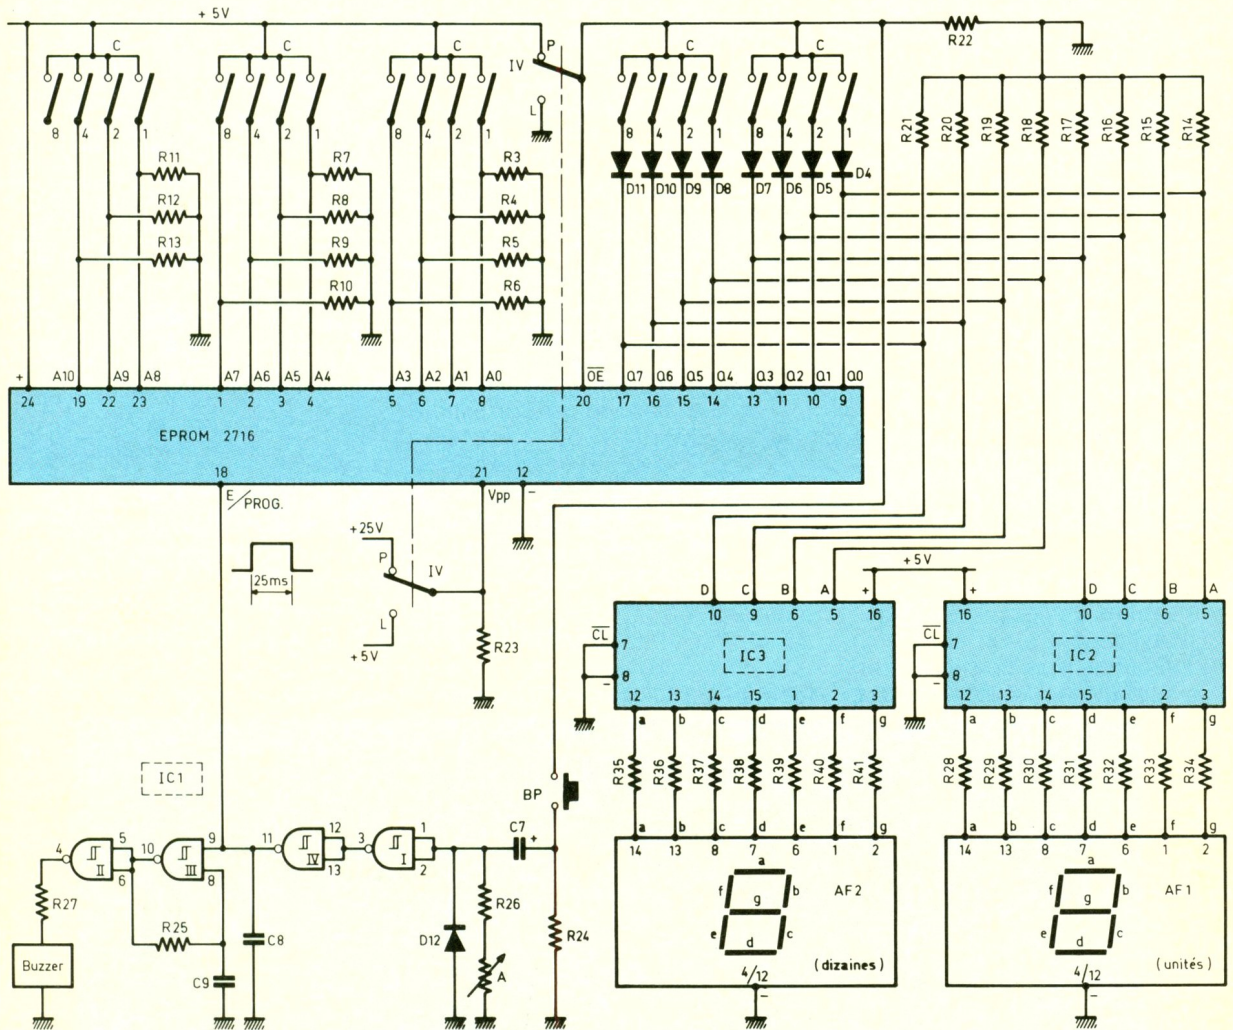 + 5V
C C C P IV L C C R22
8 4 2 1 8 4 2 1 8 4 2 1 8 4 2 1 8 4 2 1
R21 R20 R19 R18 R17 R16 R15 R14
R11 R7 R3
R12 R8 R4
R13 R9 R5
R10 R6
D11 D10 D9 D8 D7 D6 D5 D4
+ A10 A9 A8 A7 A6 A5 A4 A3 A2 A1 A0 OE Q7 Q6 Q5 Q4 Q3 Q2 Q1 Q0
24 19 22 23 1 2 3 4 5 6 7 8 20 17 16 15 14 13 11 10 9
EPROM 2716
18 21 12
E/PROG. Vpp -
25ms
+25V
P IV
L
+5V
R23
+5V
D C B A + + D C B A
10 9 6 5 16 16 10 9 6 5
CL 7 CL 7
- 8 - 8
IC3 IC2
12 13 14 15 1 2 3 12 13 14 15 1 2 3
a b c d e f g a b c d e f g
R35 R36 R37 R38 R39 R40 R41 R28 R29 R30 R31 R32 R33 R34
a b c d e f g a b c d e f g
14 13 8 7 6 1 2 14 13 8 7 6 1 2
IC1
BP
C7 +
4 5 6 II 10 9 8 III 11 12 13 IV 3 1 2 I
R27 R25 C8 D12 R26 R24
A
Buzzer C9
a f b g e c d AF2
4/12 (dizaines)
-
a f b g e c d AF1
4/12 (unités)
-